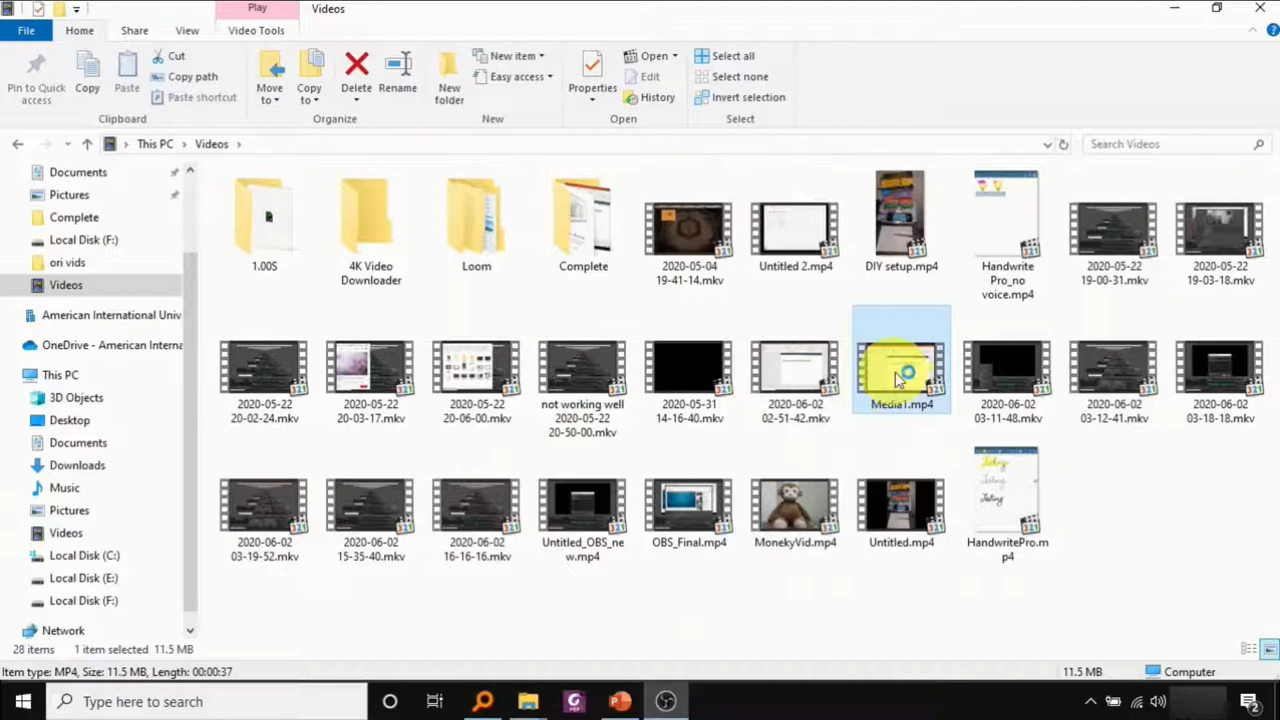 Play
Videos
File
Home
Share
View
Video Tools
Pin to Quick
access
Copy
Paste
Cut
Copy path
Paste shortcut
Clipboard
Move
to
Copy
to
Delete
Rename
Organize
New
folder
New item
Easy access
New
Properties
Open
Edit
History
Open
Select all
Select none
Invert selection
Select
This PC
Videos
Search Videos
Documents
Pictures
Complete
Local Disk (F:)
ori vids
Videos
American International Univ
OneDrive - American Interna
This PC
3D Objects
Desktop
Documents
Downloads
Music
Pictures
Videos
Local Disk (C:)
Local Disk (E:)
Local Disk (F:)
Network
1.00S
4K Video
Downloader
Loom
Complete
2020-05-04
19-41-14.mkv
Untitled 2.mp4
DIY setup.mp4
Handwrite
Pro_no
voice.mp4
2020-05-22
19-00-31.mkv
2020-05-22
19-03-18.mkv
2020-05-22
20-02-24.mkv
2020-05-22
20-03-17.mkv
2020-05-22
20-06-00.mkv
not working well
2020-05-22
20-50-00.mkv
2020-05-31
14-16-40.mkv
2020-06-02
02-51-42.mkv
Media1.mp4
2020-06-02
03-11-48.mkv
2020-06-02
03-12-41.mkv
2020-06-02
03-18-18.mkv
2020-06-02
03-19-52.mkv
2020-06-02
15-35-40.mkv
2020-06-02
16-16-16.mkv
Untitled_OBS_ne
w.mp4
OBS_Final.mp4
MonekyVid.mp4
Untitled.mp4
HandwritePro.m
p4
28 items
1 item selected 11.5 MB
Item type: MP4, Size: 11.5 MB, Length: 00:00:37
11.5 MB
Computer
Type here to search
2